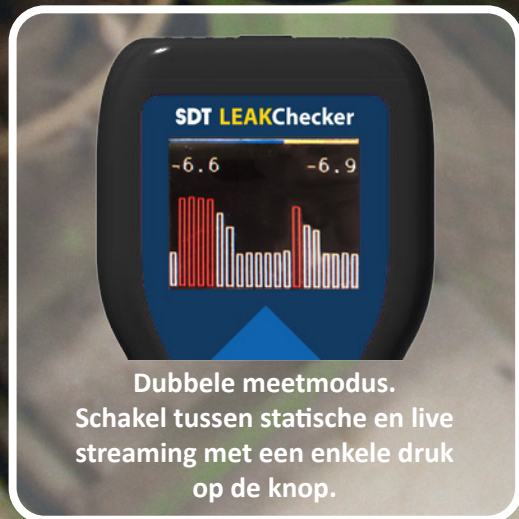 SDT LEAKChecker
-6.6 -6.9
Dubbele meetmodus.
Schakel tussen statische en live
streaming met een enkele druk
op de knop.